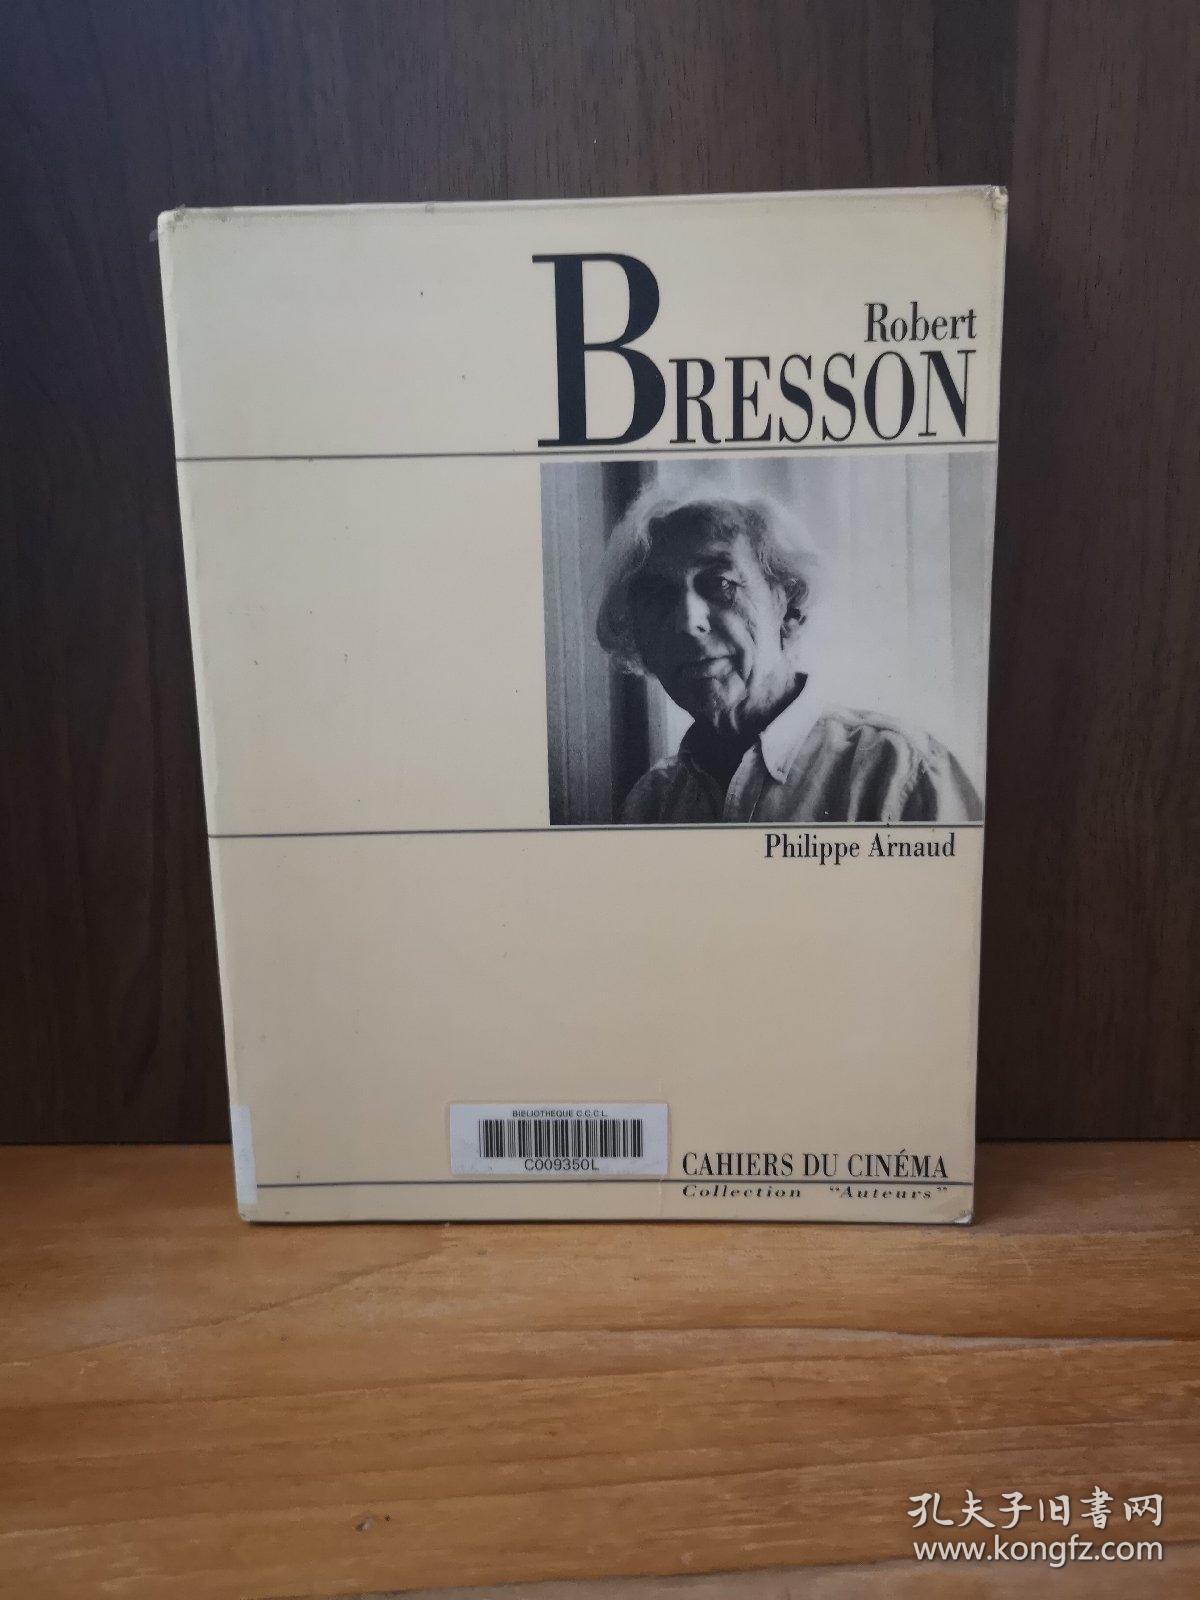 Robert
BRESSON
Philippe Arnaud
BIBLIOTHEQUE C.C.C.L.
C009350L
CAHIERS DU CINÉMA
Collection "Auteurs"
孔夫子旧书网
www.kongfz.com